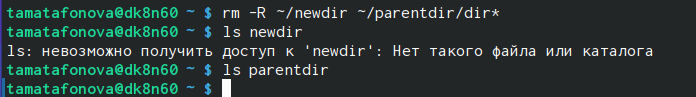 tamatafonova@dk8n60 ~ $ rm -R ~/newdir ~/parentdir/dir*
tamatafonova@dk8n60 ~ $ ls newdir
ls: невозможно получить доступ к 'newdir': Нет такого файла или каталога
tamatafonova@dk8n60 ~ $ ls parentdir
tamatafonova@dk8n60 ~ $